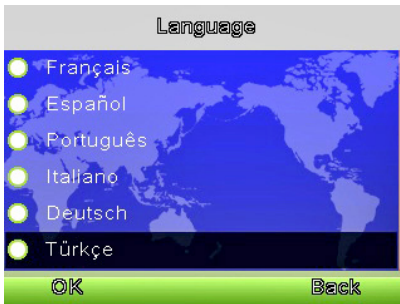 Language
Français
Español
Português
Italiano
Deutsch
Türkçe
OK Back